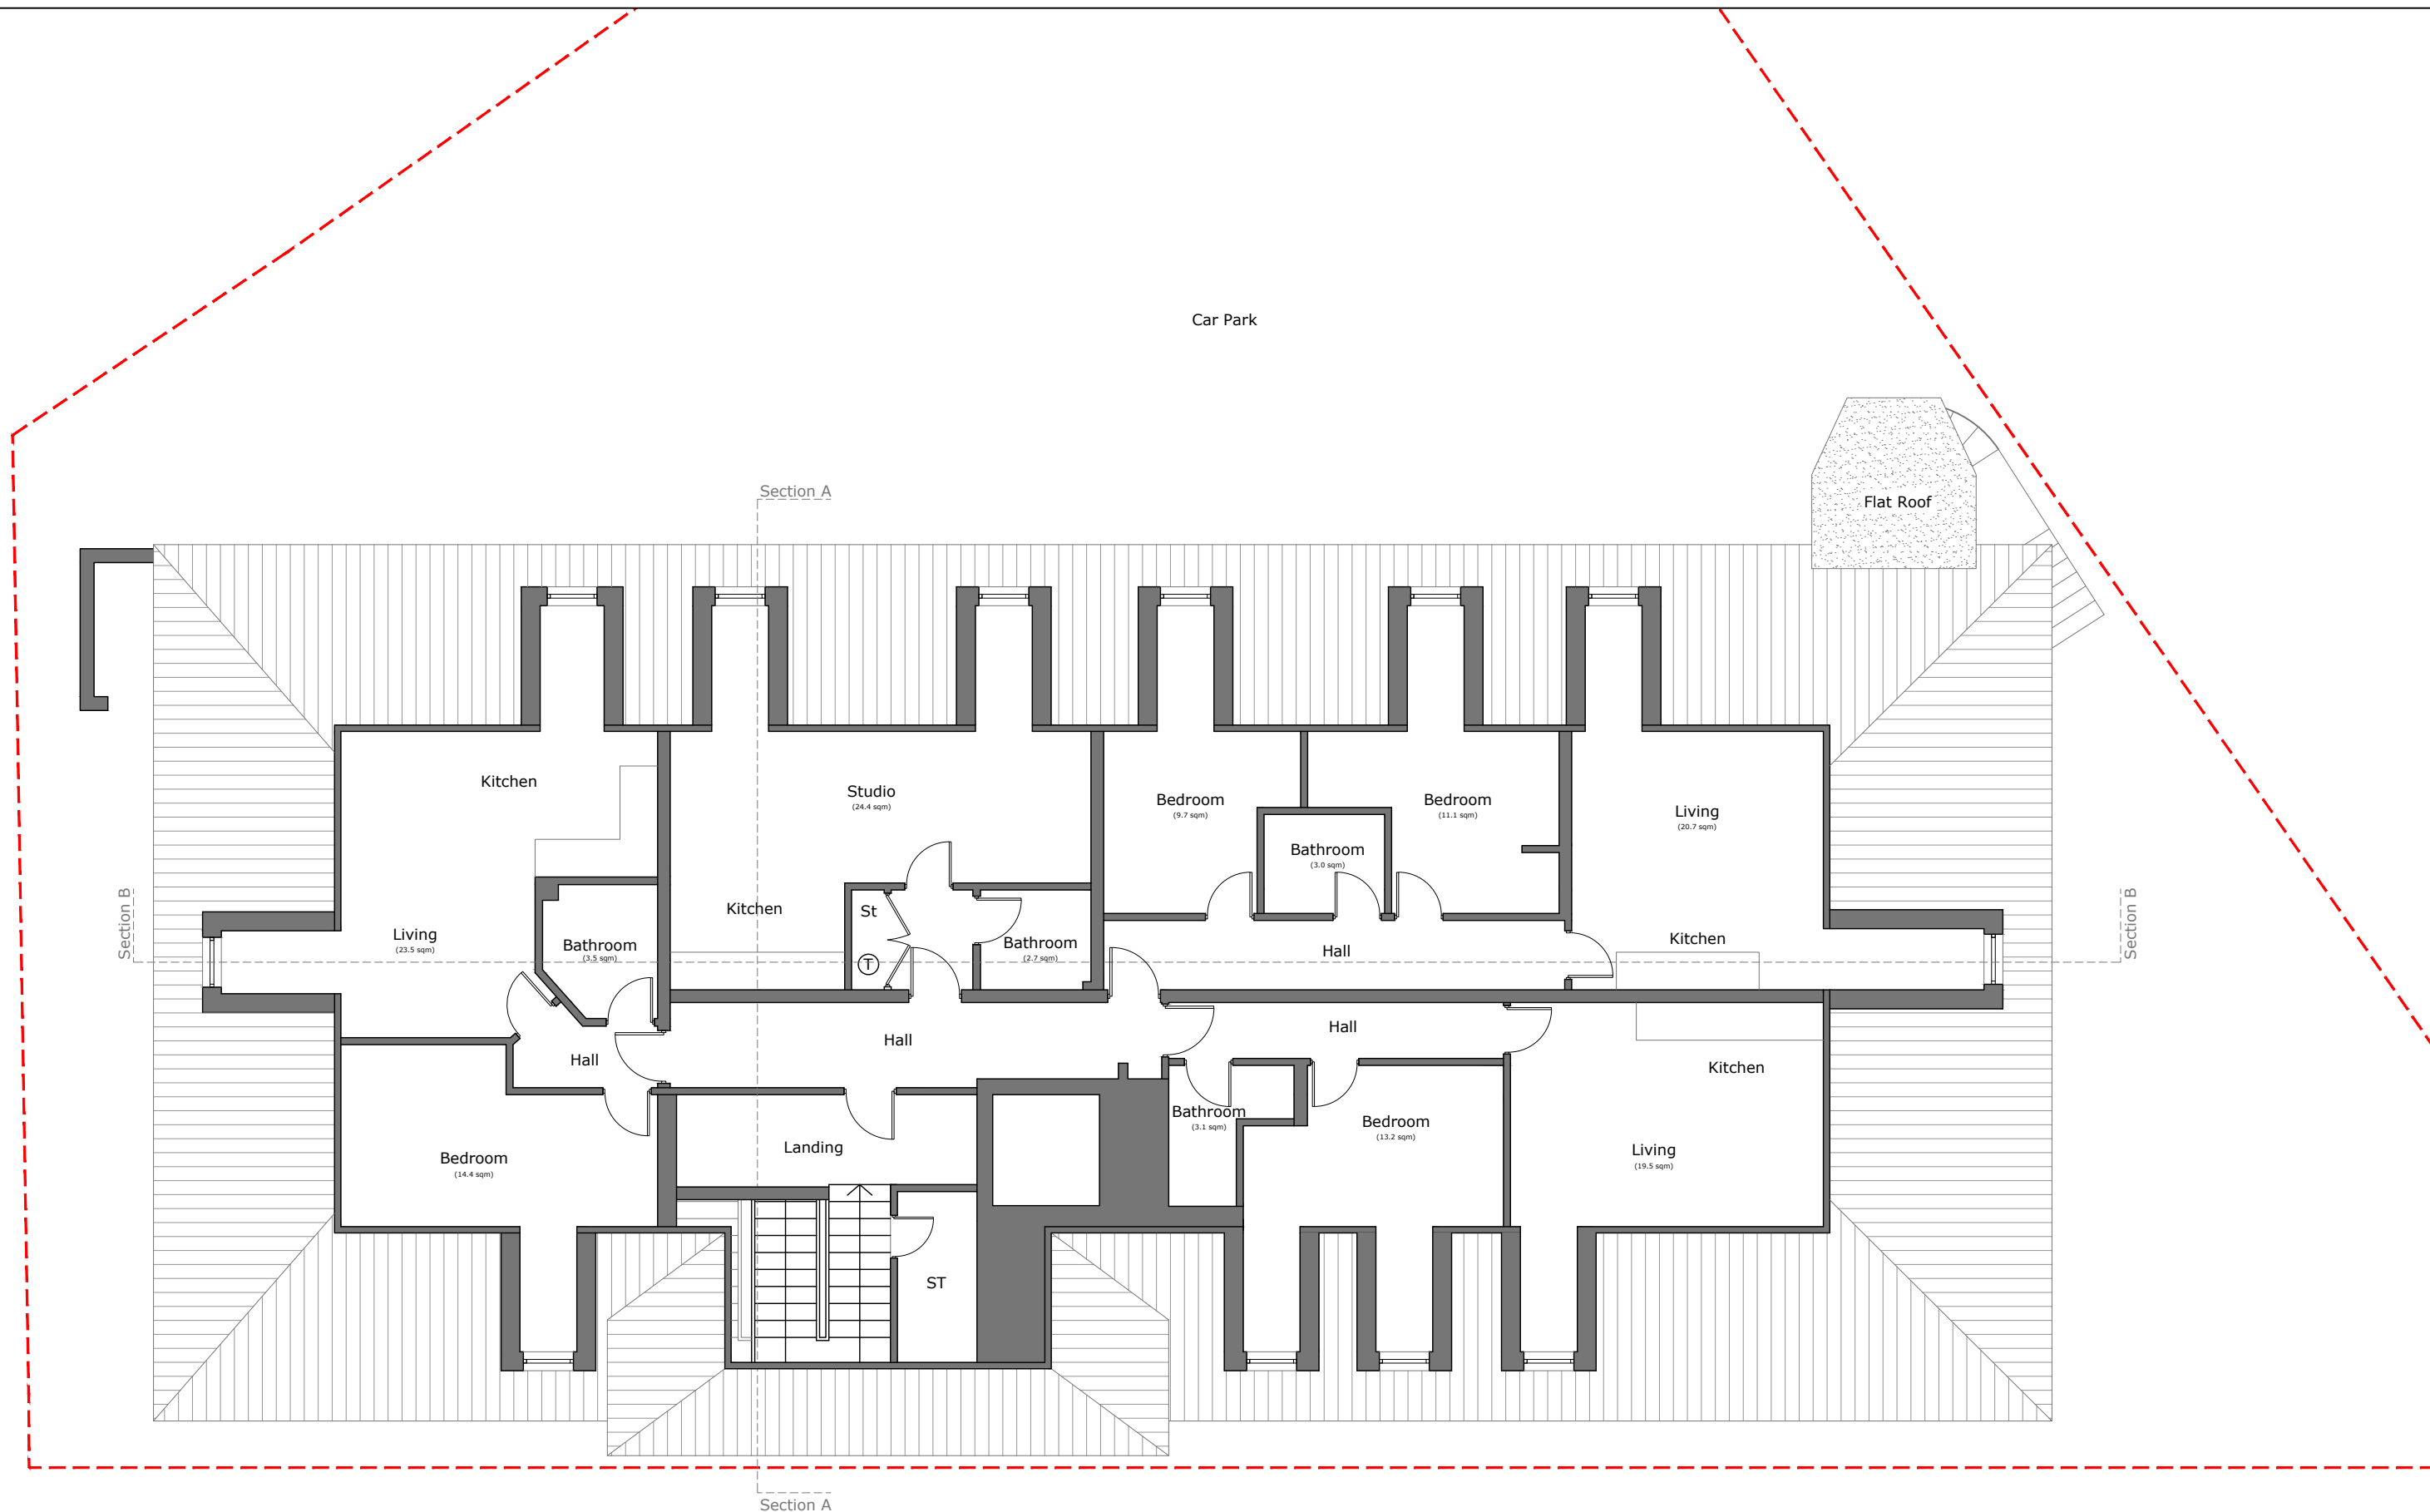 Car Park
Section A
Flat Roof
Kitchen
Studio
(24.4 sqm)
Bedroom
(9.7 sqm)
Bedroom
(11.1 sqm)
Living
(20.7 sqm)
Bathroom
(3.0 sqm)
Section B
Living
(23.5 sqm)
Bathroom
(3.5 sqm)
Kitchen
St
T
Bathroom
(2.7 sqm)
Hall
Kitchen
Section B
Hall
Hall
Hall
Kitchen
Bedroom
(14.4 sqm)
Landing
Bathroom
(3.1 sqm)
Bedroom
(13.2 sqm)
Living
(19.5 sqm)
ST
Section A